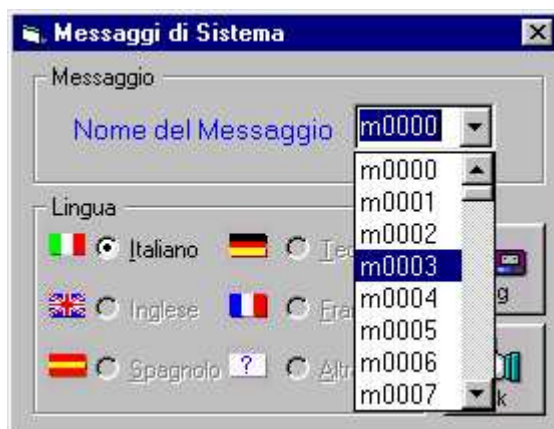 Messaggi di Sistema
Messaggio
Nome del Messaggio m0000
m0000
m0001
m0002
m0003
m0004
m0005
m0006
m0007
Lingua
Italiano
Inglese
Spagnolo ?